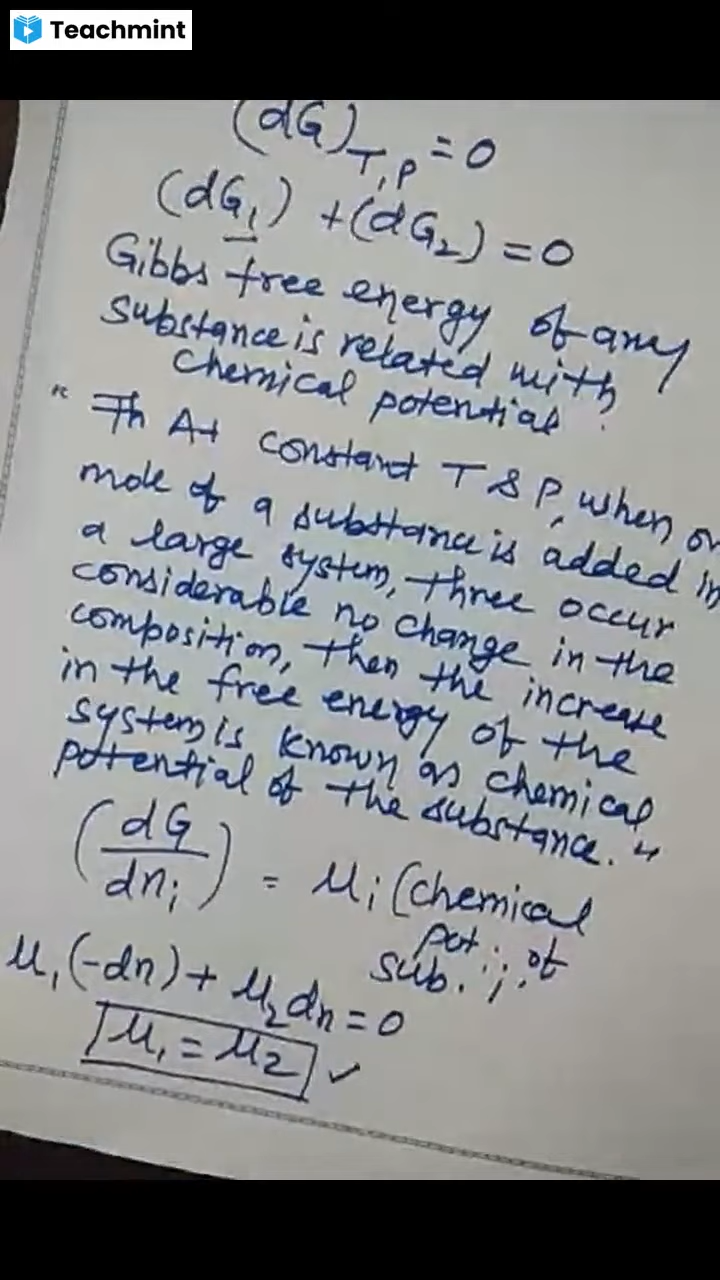 Teachmint
(dG)T,P = 0
(dG1) + (dG2) = 0
Gibbs free energy of any
substance is related with
Chemical potential.
" Th At constant T & P, when on
mole of a substance is added in
a large system, three occur
considerable no change in the
composition, then the increase
in the free energy of the
system is known as chemical
potential of the substance."
(dG/dni) = μi (chemical
pot. of
sub. i.
μ1(-dn) + μ2dn = 0
μ1 = μ2 ✓